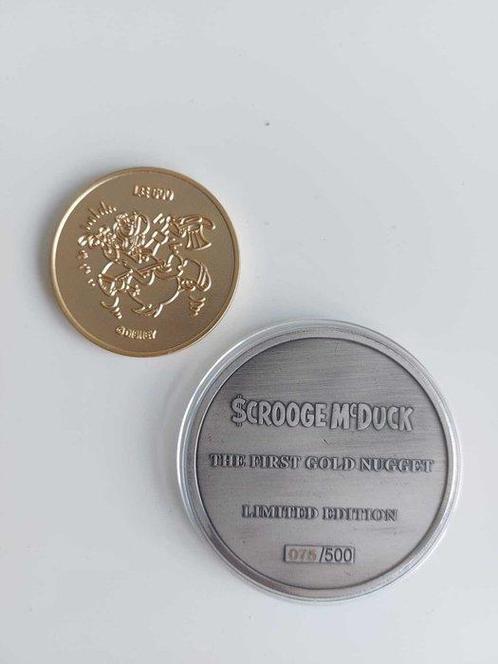 ©DISNEY
$CROOGE McDUCK
THE FIRST GOLD NUGGET
LIMITED EDITION
075/500